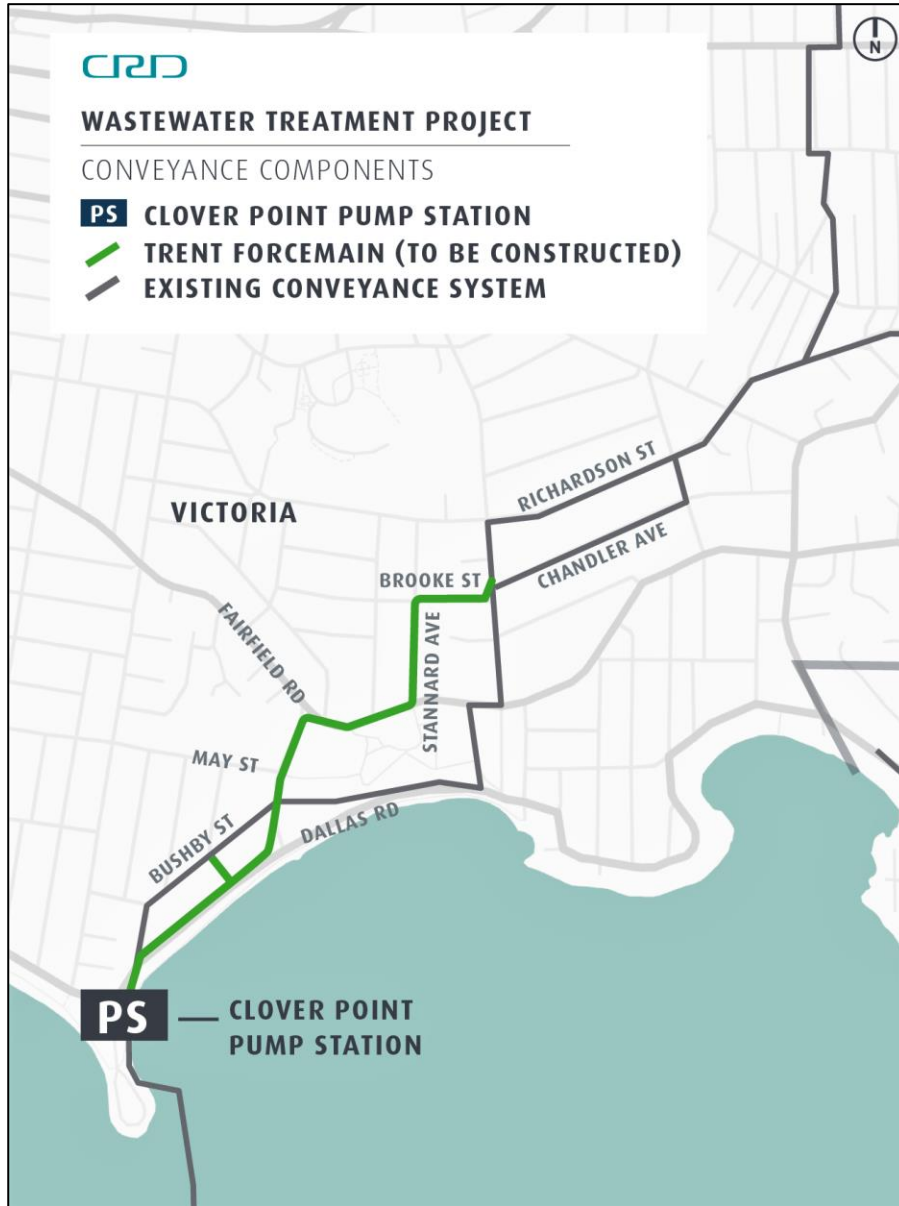 N
CRD
WASTEWATER TREATMENT PROJECT
CONVEYANCE COMPONENTS
PS CLOVER POINT PUMP STATION
TRENT FORCEMAIN (TO BE CONSTRUCTED)
EXISTING CONVEYANCE SYSTEM
RICHARDSON ST
VICTORIA
CHANDLER AVE
BROOKE ST
FAIRFIELD RD
STANNARD AVE
MAY ST
DALLAS RD
BUSHBY ST
PS
CLOVER POINT
PUMP STATION